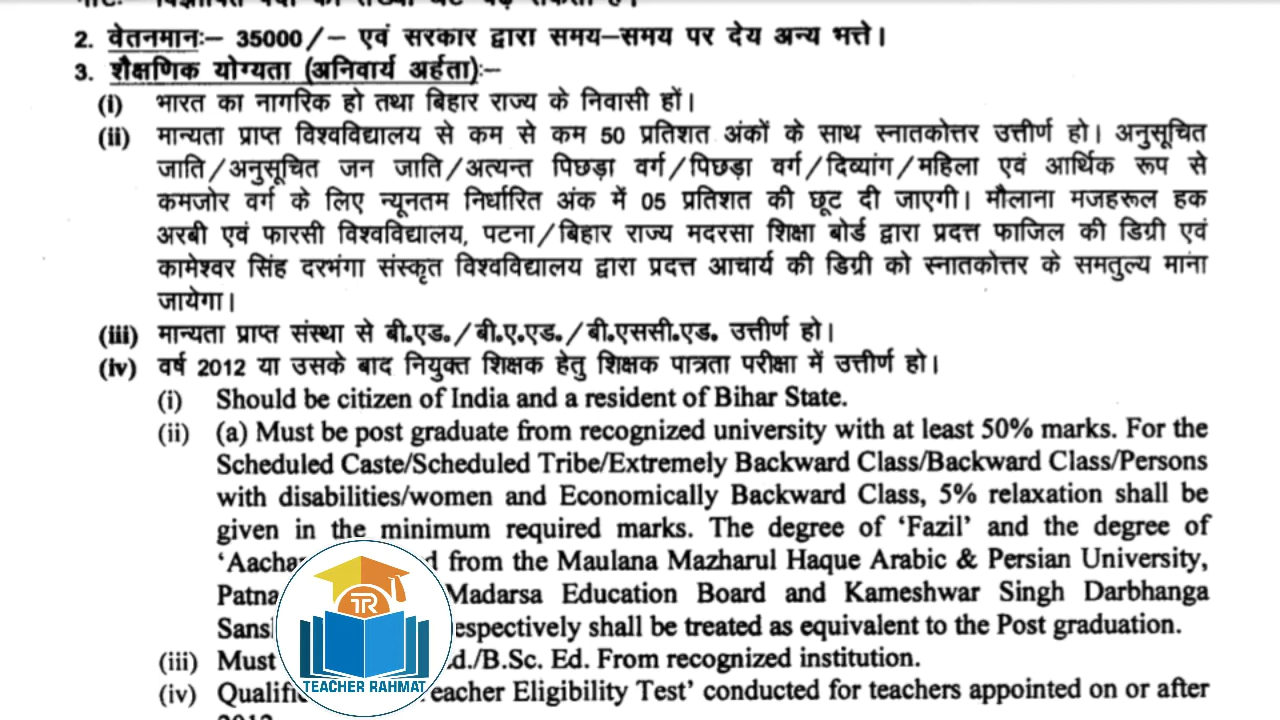 2. वेतनमानः– 35000/– एवं सरकार द्वारा समय–समय पर देय अन्य भत्ते।
3. शैक्षणिक योग्यता (अनिवार्य अर्हता):–
(i) भारत का नागरिक हो तथा बिहार राज्य के निवासी हों।
(ii) मान्यता प्राप्त विश्वविद्यालय से कम से कम 50 प्रतिशत अंकों के साथ स्नातकोत्तर उत्तीर्ण हो। अनुसूचित
जाति/अनुसूचित जन जाति/अत्यन्त पिछड़ा वर्ग/पिछड़ा वर्ग/दिव्यांग/महिला एवं आर्थिक रूप से
कमजोर वर्ग के लिए न्यूनतम निर्धारित अंक में 05 प्रतिशत की छूट दी जाएगी। मौलाना मजहरूल हक
अरबी एवं फारसी विश्वविद्यालय, पटना/बिहार राज्य मदरसा शिक्षा बोर्ड द्वारा प्रदत्त फाजिल की डिग्री एवं
कामेश्वर सिंह दरभंगा संस्कृत विश्वविद्यालय द्वारा प्रदत्त आचार्य की डिग्री को स्नातकोत्तर के समतुल्य माना
जायेगा।
(iii) मान्यता प्राप्त संस्था से बी.एड./बी.ए.एड./बी.एससी.एड. उत्तीर्ण हो।
(iv) वर्ष 2012 या उसके बाद नियुक्त शिक्षक हेतु शिक्षक पात्रता परीक्षा में उत्तीर्ण हो।
(i) Should be citizen of India and a resident of Bihar State.
(ii) (a) Must be post graduate from recognized university with at least 50% marks. For the
Scheduled Caste/Scheduled Tribe/Extremely Backward Class/Backward Class/Persons
with disabilities/women and Economically Backward Class, 5% relaxation shall be
given in the minimum required marks. The degree of ‘Fazil’ and the degree of
from the Maulana Mazharul Haque Arabic & Persian University,
Patna Madarsa Education Board and Kameshwar Singh Darbhanga
respectively shall be treated as equivalent to the Post graduation.
(iii) Must d./B.Sc. Ed. From recognized institution.
(iv) eacher Eligibility Test’ conducted for teachers appointed on or after
TR
TEACHER RAHMAT